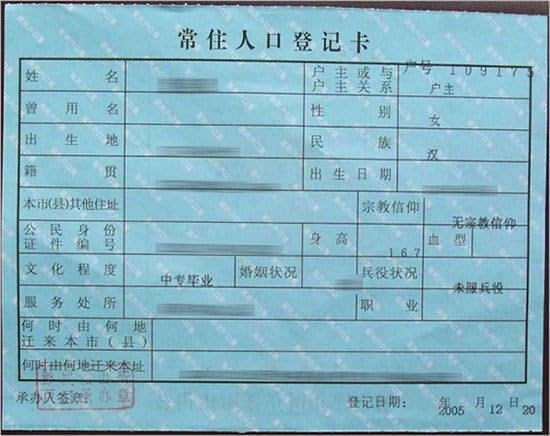 常住人口登记卡
户号 109173
姓名 户主或与户主关系 户主
曾用名 性别 女
出生地 民族 汉
籍贯 出生日期
本市(县)其他住址 宗教信仰 无宗教信仰
公民身份证件编号 身高 167 血型
文化程度 中专毕业 婚姻状况 兵役状况 未服兵役
服务处所 职业
何时由何地迁来本市(县)
何时由何地迁来本址
承办人签章: 登记日期: 2005 年 12 月 20